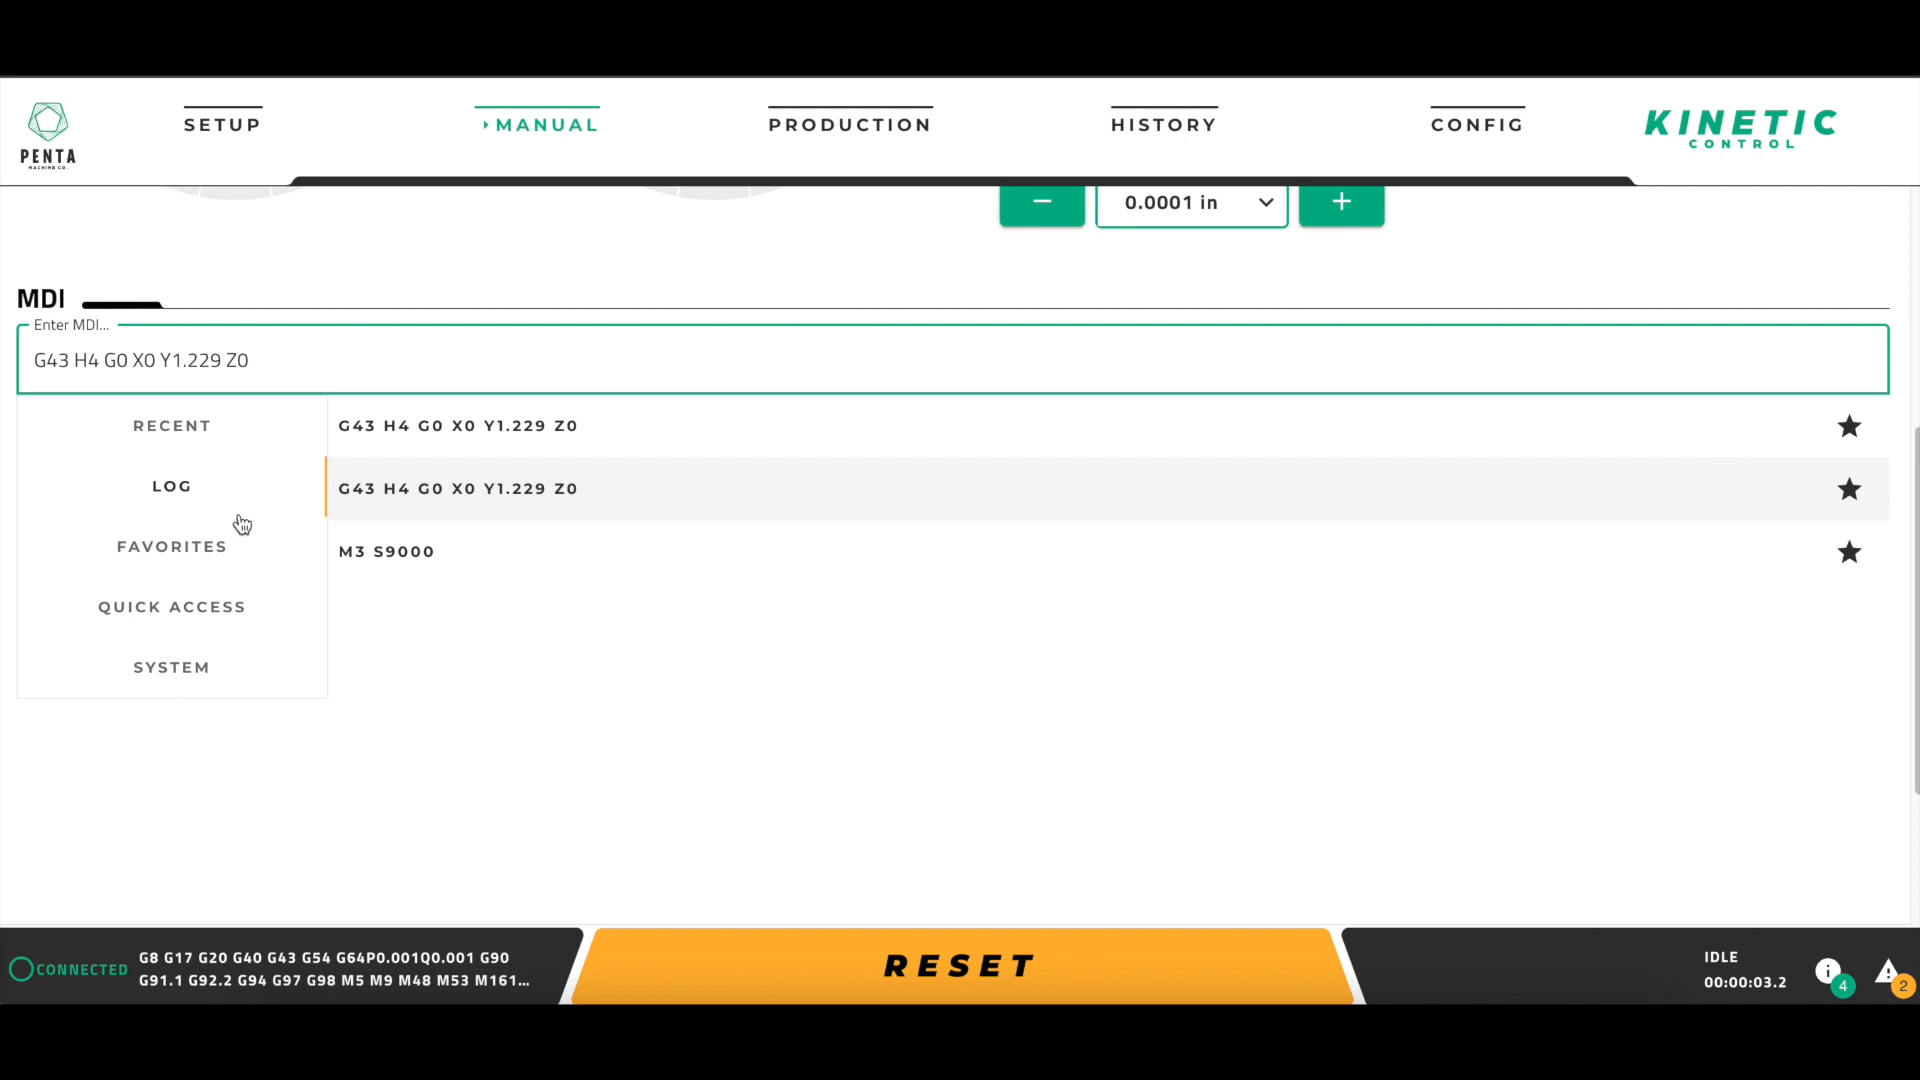 PENTA
MACHINE CO.
SETUP
MANUAL
PRODUCTION
HISTORY
CONFIG
KINETIC
CONTROL
0.0001 in
MDI
Enter MDI...
G43 H4 G0 X0 Y1.229 Z0
RECENT
LOG
FAVORITES
QUICK ACCESS
SYSTEM
G43 H4 G0 X0 Y1.229 Z0
G43 H4 G0 X0 Y1.229 Z0
M3 S9000
CONNECTED
G8 G17 G20 G40 G43 G54 G64P0.001Q0.001 G90
G91.1 G92.2 G94 G97 G98 M5 M9 M48 M53 M161...
RESET
IDLE
00:00:03.2
4
2